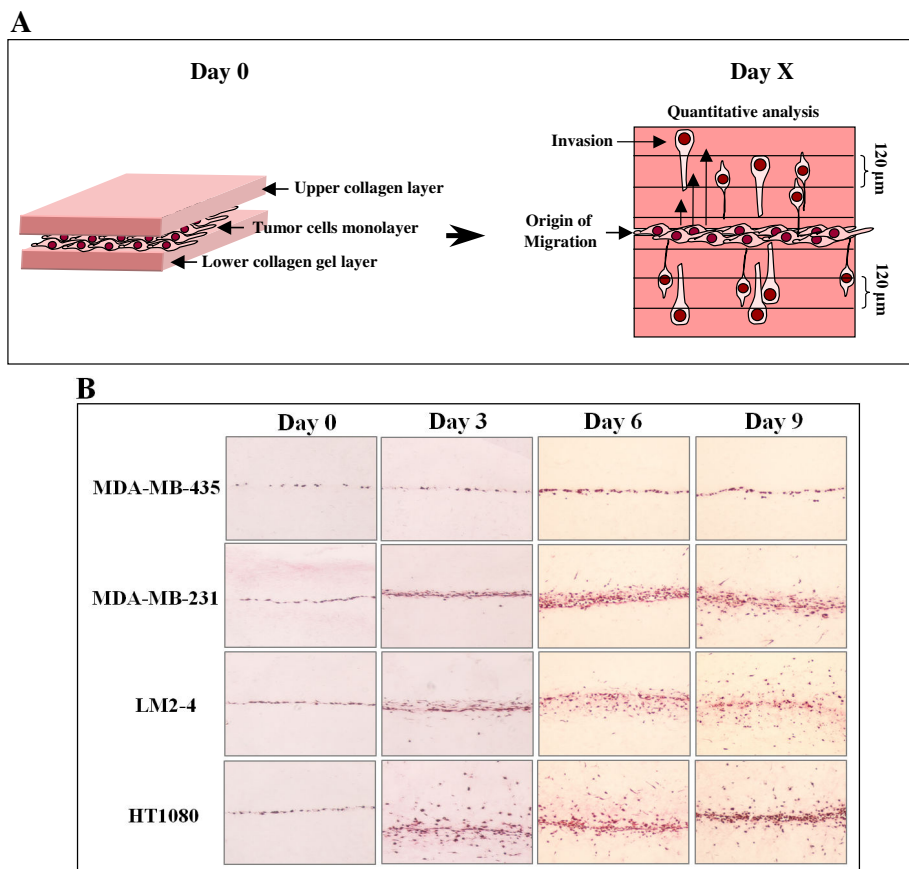 A
Day 0
Day X
Quantitative analysis
Invasion
Upper collagen layer
Tumor cells monolayer
Lower collagen gel layer
Origin of
Migration
120 µm
120 µm
B
Day 0 Day 3 Day 6 Day 9
MDA-MB-435
MDA-MB-231
LM2-4
HT1080